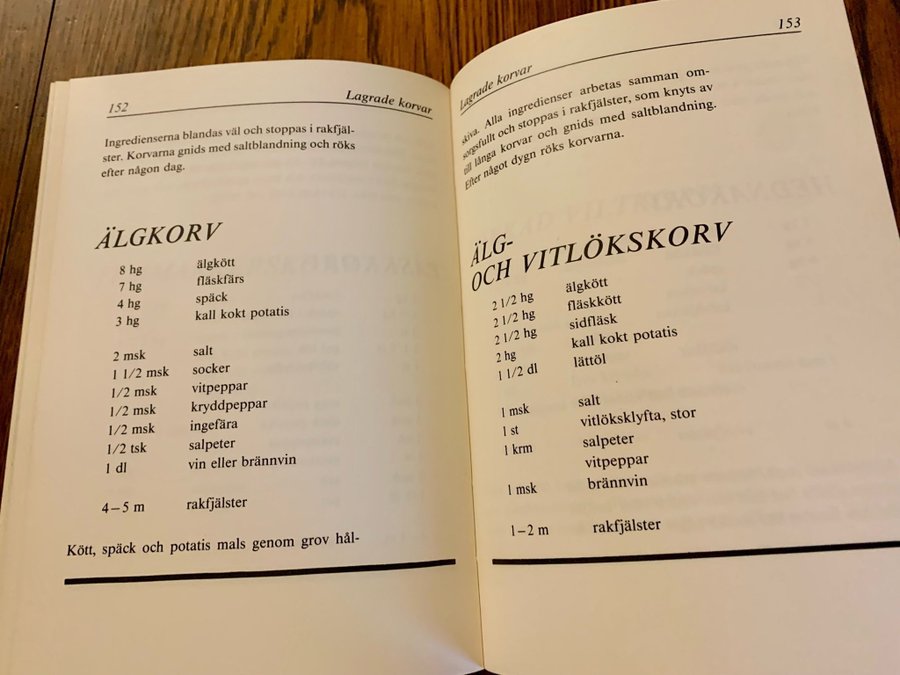 152
Lagrade korvar
Ingredienserna blandas väl och stoppas i rakfjäl-
ster. Korvarna gnids med saltblandning och röks
efter någon dag.
ÄLGKORV
8 hg älgkött
7 hg fläskfärs
4 hg späck
3 hg kall kokt potatis
2 msk salt
1 1/2 msk socker
1/2 msk vitpeppar
1/2 msk kryddpeppar
1/2 msk ingefära
1/2 tsk salpeter
1 dl vin eller brännvin
4–5 m rakfjälster
Kött, späck och potatis mals genom grov hål-
153
Lagrade korvar
skiva. Alla ingredienser arbetas samman om-
sorgsfullt och stoppas i rakfjälster, som knyts av
till långa korvar och gnids med saltblandning.
Efter något dygn röks korvarna.
ÄLG-
OCH VITLÖKSKORV
2 1/2 hg älgkött
2 1/2 hg fläskkött
2 1/2 hg sidfläsk
2 hg kall kokt potatis
1 1/2 dl lättöl
1 msk salt
1 st vitlöksklyfta, stor
1 krm salpeter
vitpeppar
1 msk brännvin
1–2 m rakfjälster